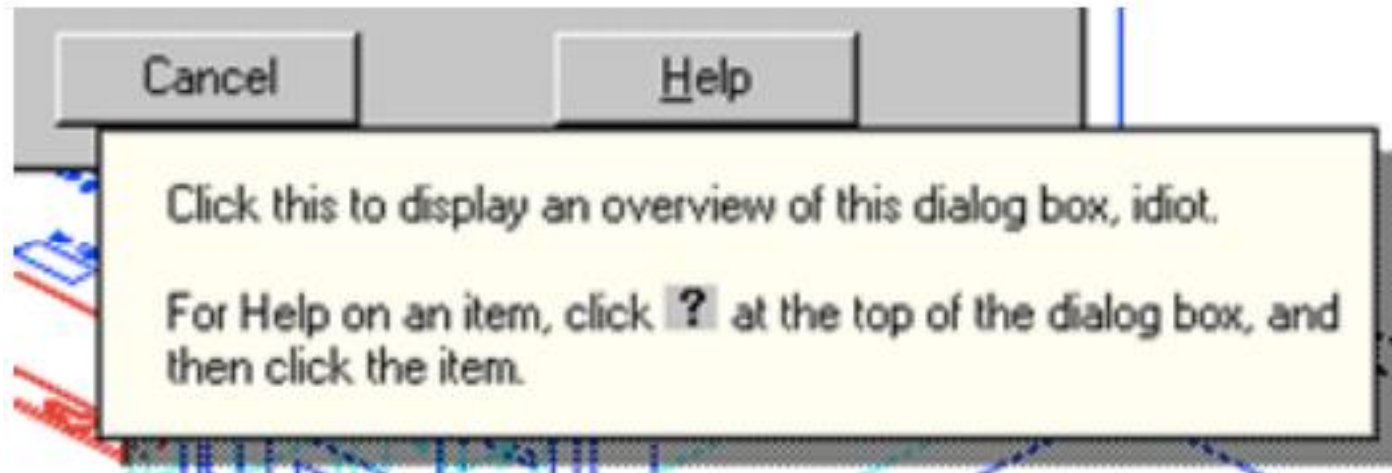 Cancel Help
Click this to display an overview of this dialog box, idiot.
For Help on an item, click ? at the top of the dialog box, and
then click the item.